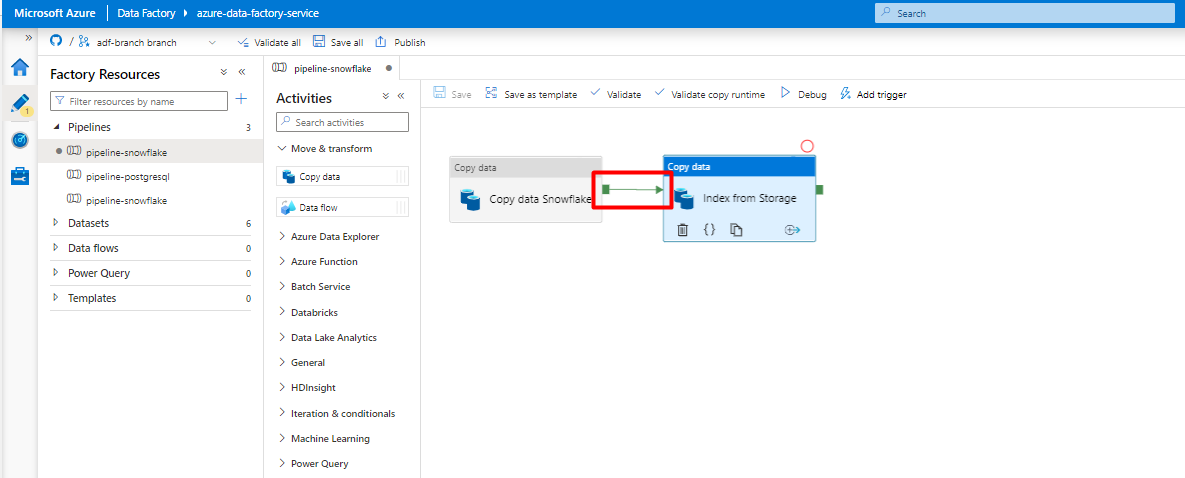 Microsoft Azure Data Factory azure-data-factory-service Search
/ adf-branch branch Validate all Save all Publish
Factory Resources
Filter resources by name
Pipelines 3
pipeline-snowflake
pipeline-postgresql
pipeline-snowflake
Datasets 6
Data flows 0
Power Query 0
Templates 0
pipeline-snowflake
Activities
Search activities
Move & transform
Copy data
Data flow
Azure Data Explorer
Azure Function
Batch Service
Databricks
Data Lake Analytics
General
HDInsight
Iteration & conditionals
Machine Learning
Power Query
Save Save as template Validate Validate copy runtime Debug Add trigger
Copy data
Copy data Snowflake
Copy data
Index from Storage
{}
1